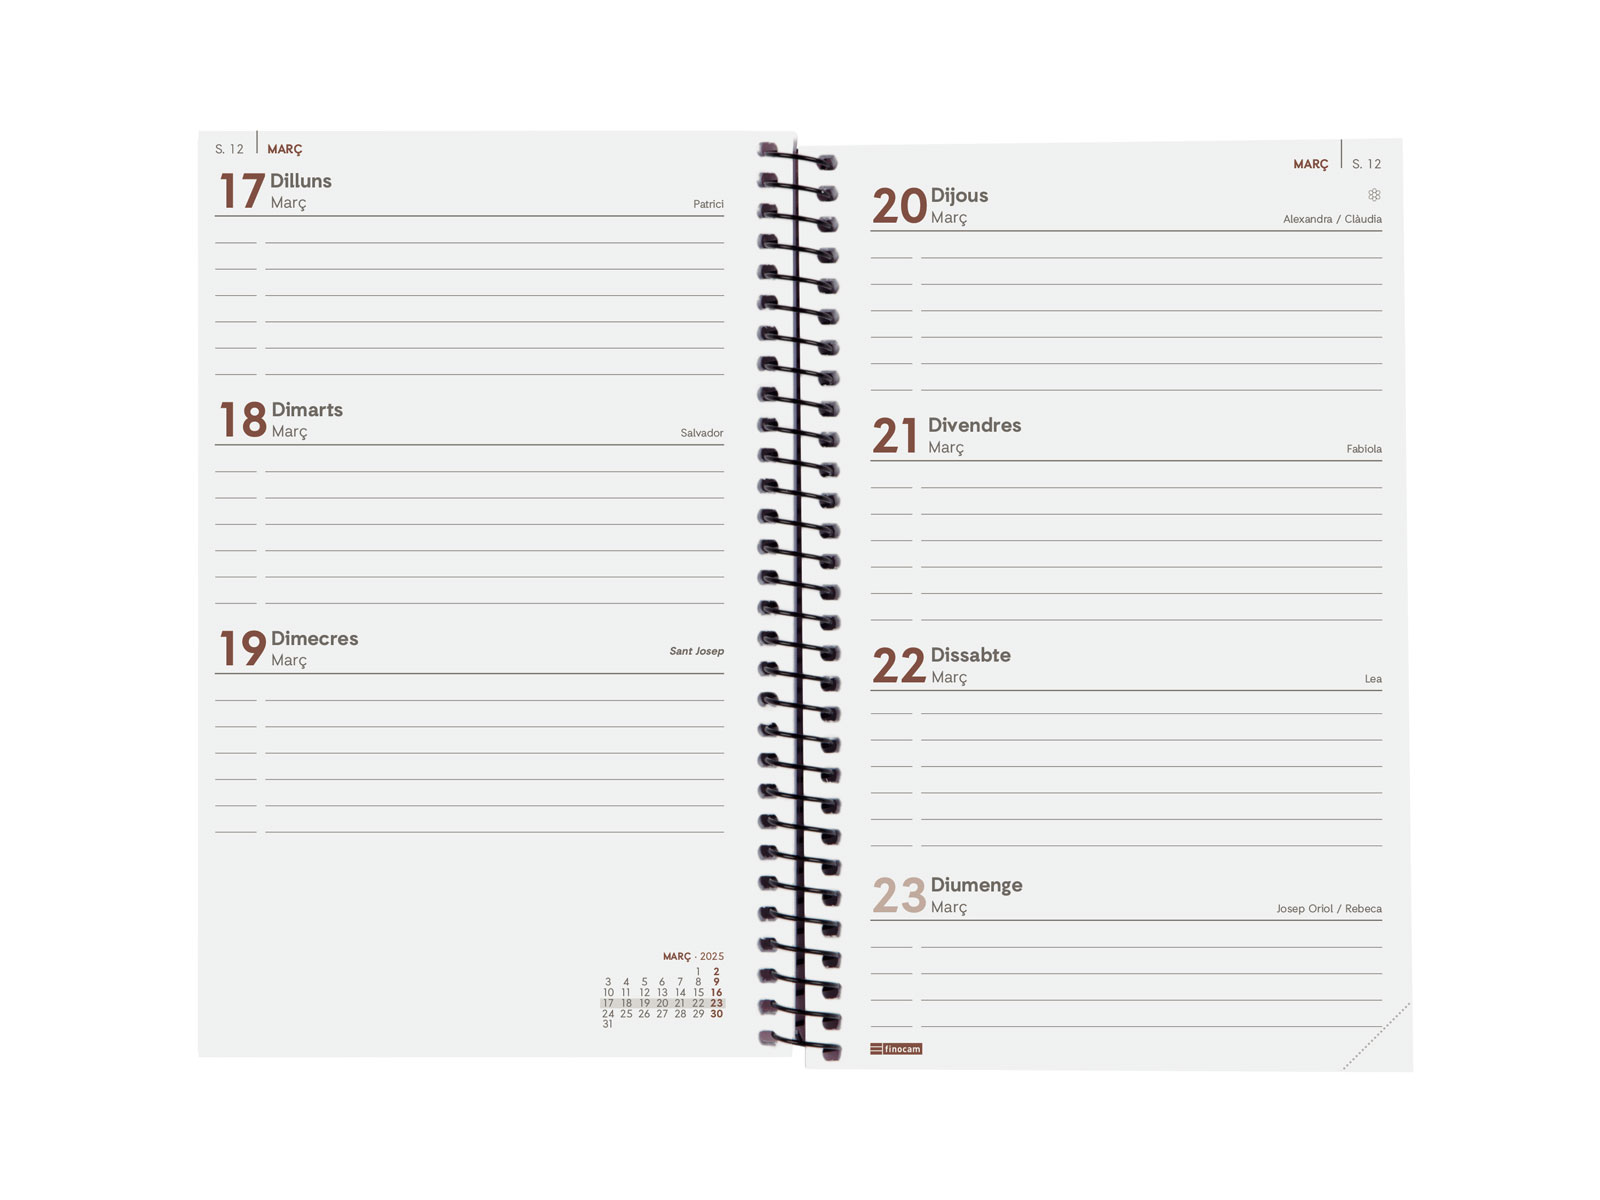 S. 12 MARÇ
17 Dilluns
Març Patrici
18 Dimarts
Març Salvador
19 Dimecres
Març Sant Josep
MARÇ · 2025
1 2
3 4 5 6 7 8 9
10 11 12 13 14 15 16
17 18 19 20 21 22 23
24 25 26 27 28 29 30
31
MARÇ S. 12
20 Dijous
Març Alexandra / Clàudia
21 Divendres
Març Fabiola
22 Dissabte
Març Lea
23 Diumenge
Març Josep Oriol / Rebeca
finocam